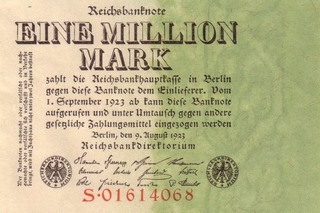 Reichsbanknote
EINE MILLION
MARK
zahlt die Reichsbankhauptkasse in Berlin
gegen diese Banknote dem Einlieferer. Vom
1. September 1923 ab kann diese Banknote
aufgerufen und unter Umtausch gegen andere
gesetzliche Zahlungsmittel eingezogen werden
Berlin, den 9. August 1923
Reichsbankdirektorium
S·01614068